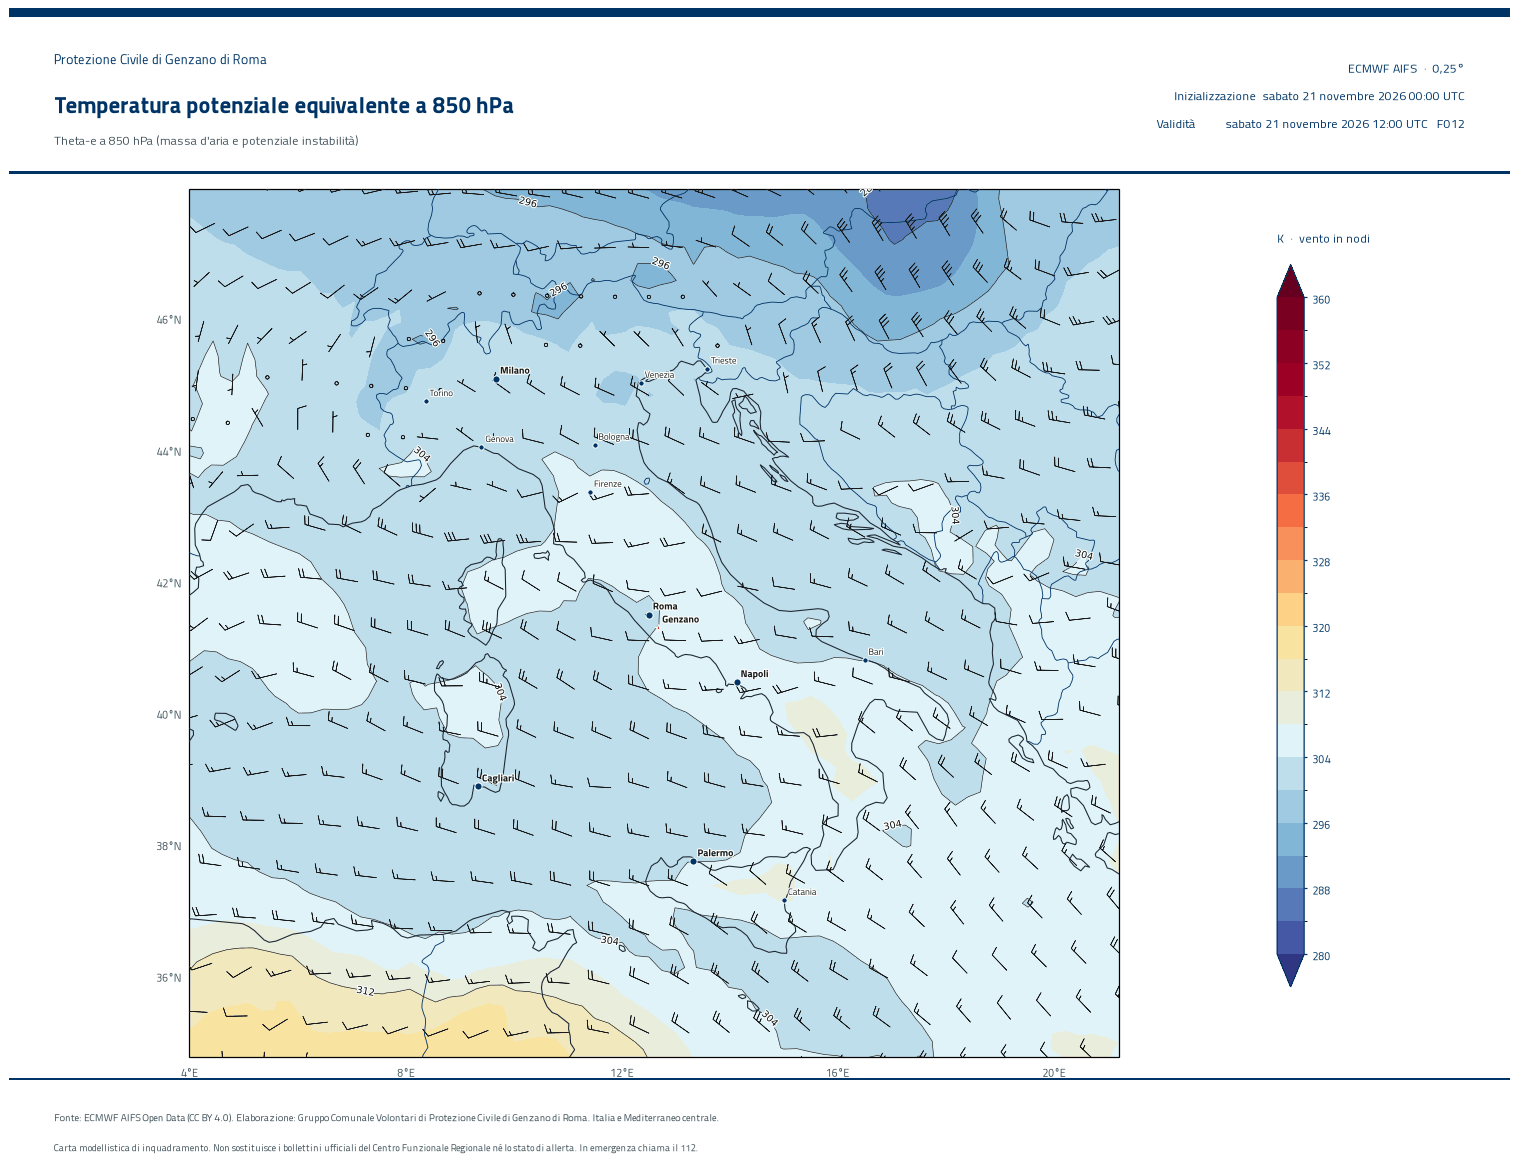 Protezione Civile di Genzano di Roma
Temperatura potenziale equivalente a 850 hPa
Theta-e a 850 hPa (massa d'aria e potenziale instabilità)
ECMWF AIFS · 0,25°
Inizializzazione sabato 21 novembre 2026 00:00 UTC
Validità sabato 21 novembre 2026 12:00 UTC F012
K · vento in nodi
360
352
344
336
328
320
312
304
296
288
280
46°N
44°N
42°N
40°N
38°N
36°N
4°E
8°E
12°E
16°E
20°E
296
296
296
296
304
304
304
304
304
304
304
312
Milano
Torino
Trieste
Venezia
Genova
Bologna
Firenze
Roma
Genzano
Napoli
Bari
Cagliari
Palermo
Catania
Fonte: ECMWF AIFS Open Data (CC BY 4.0). Elaborazione: Gruppo Comunale Volontari di Protezione Civile di Genzano di Roma. Italia e Mediterraneo centrale.
Carta modellistica di inquadramento. Non sostituisce i bollettini ufficiali del Centro Funzionale Regionale né lo stato di allerta. In emergenza chiama il 112.